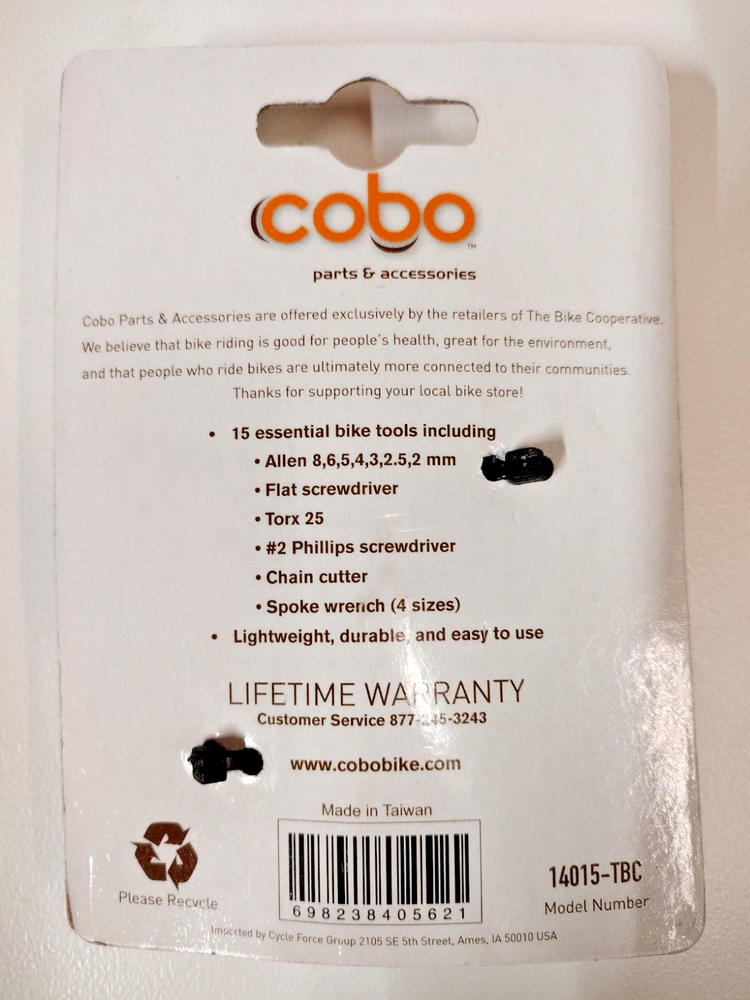 cobo™
parts & accessories
Cobo Parts & Accessories are offered exclusively by the retailers of The Bike Cooperative.
We believe that bike riding is good for people's health, great for the environment,
and that people who ride bikes are ultimately more connected to their communities.
Thanks for supporting your local bike store!
• 15 essential bike tools including
• Allen 8,6,5,4,3,2.5,2 mm
• Flat screwdriver
• Torx 25
• #2 Phillips screwdriver
• Chain cutter
• Spoke wrench (4 sizes)
• Lightweight, durable, and easy to use
LIFETIME WARRANTY
Customer Service 877-245-3243
www.cobobike.com
Made in Taiwan
698238405621
Please Recycle
14015-TBC
Model Number
Imported by Cycle Force Group 2105 SE 5th Street, Ames, IA 50010 USA